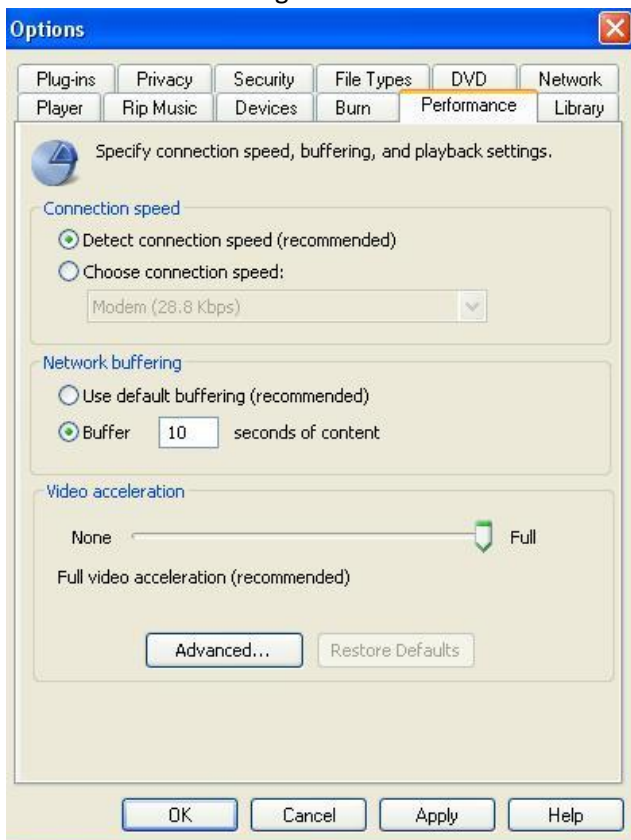 Options
Plug-ins Privacy Security File Types DVD Network
Player Rip Music Devices Burn Performance Library
Specify connection speed, buffering, and playback settings.
Connection speed
Detect connection speed (recommended)
Choose connection speed:
Modem (28.8 Kbps)
Network buffering
Use default buffering (recommended)
Buffer 10 seconds of content
Video acceleration
None Full
Full video acceleration (recommended)
Advanced... Restore Defaults
OK Cancel Apply Help